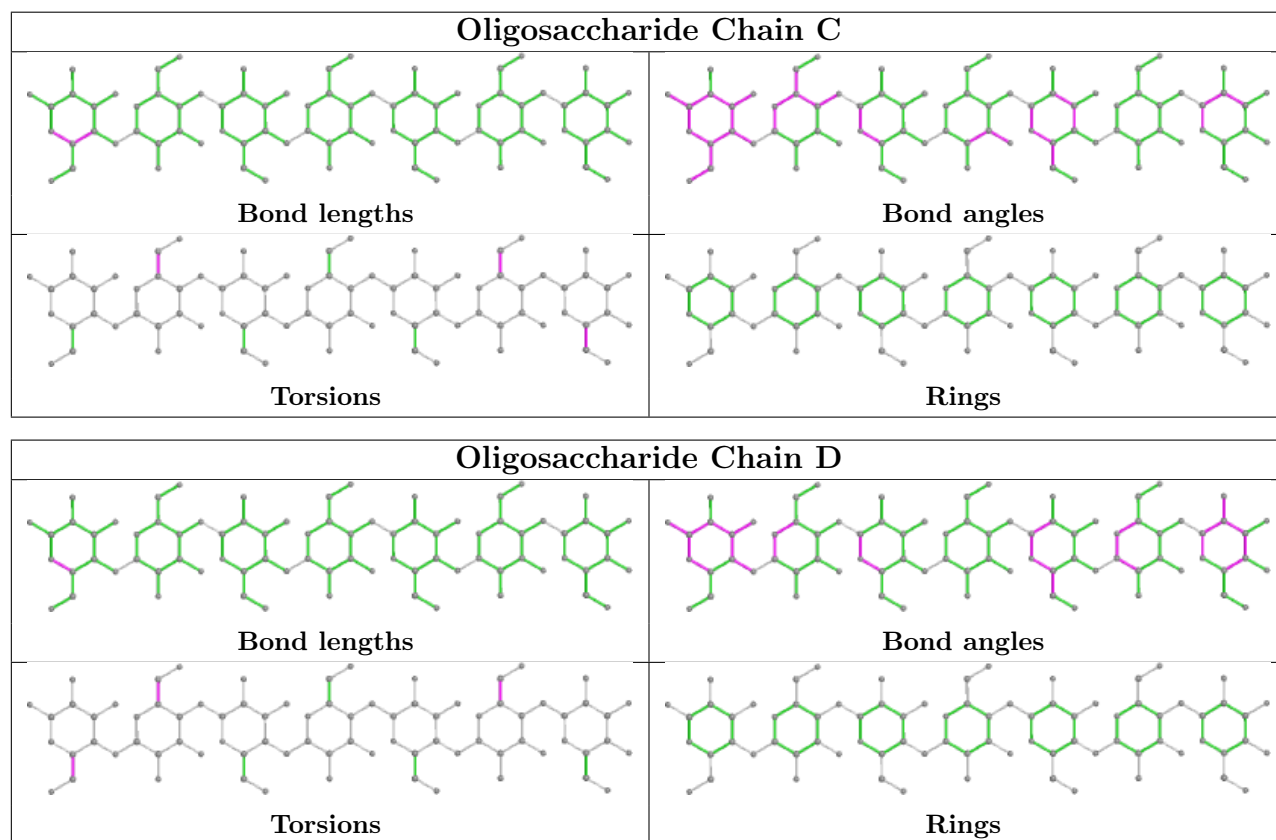 Oligosaccharide Chain C
Bond lengths
Bond angles
Torsions
Rings
Oligosaccharide Chain D
Bond lengths
Bond angles
Torsions
Rings